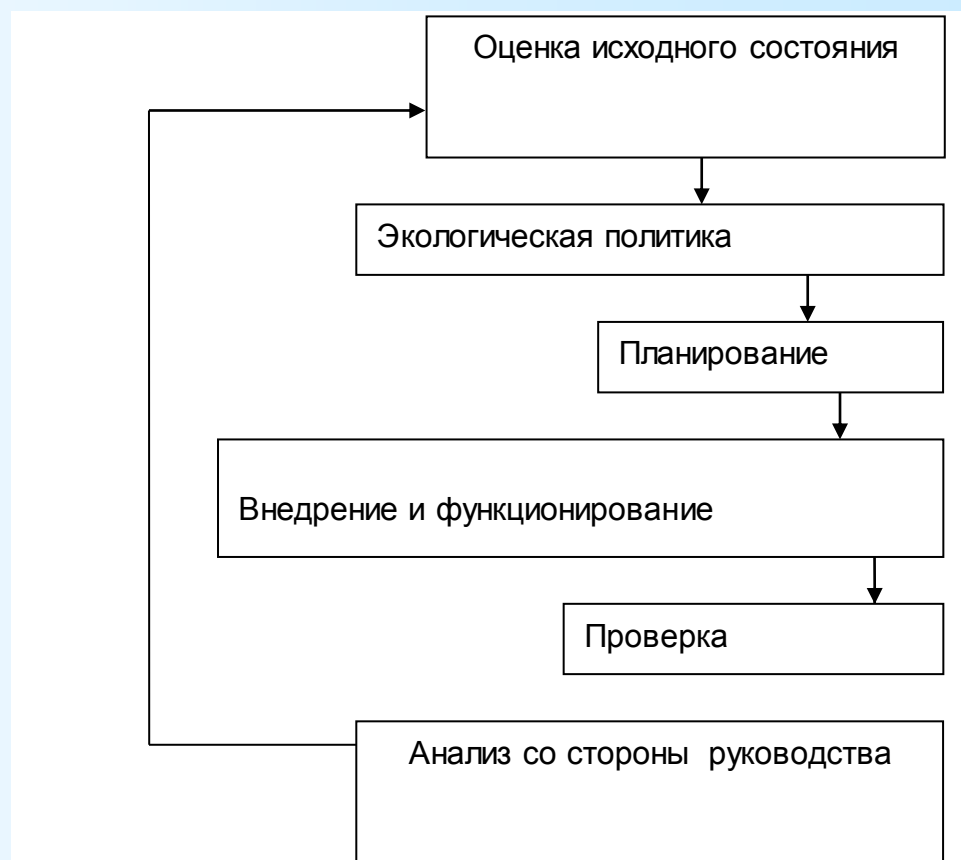 Оценка исходного состояния
Экологическая политика
Планирование
Внедрение и функционирование
Проверка
Анализ со стороны руководства